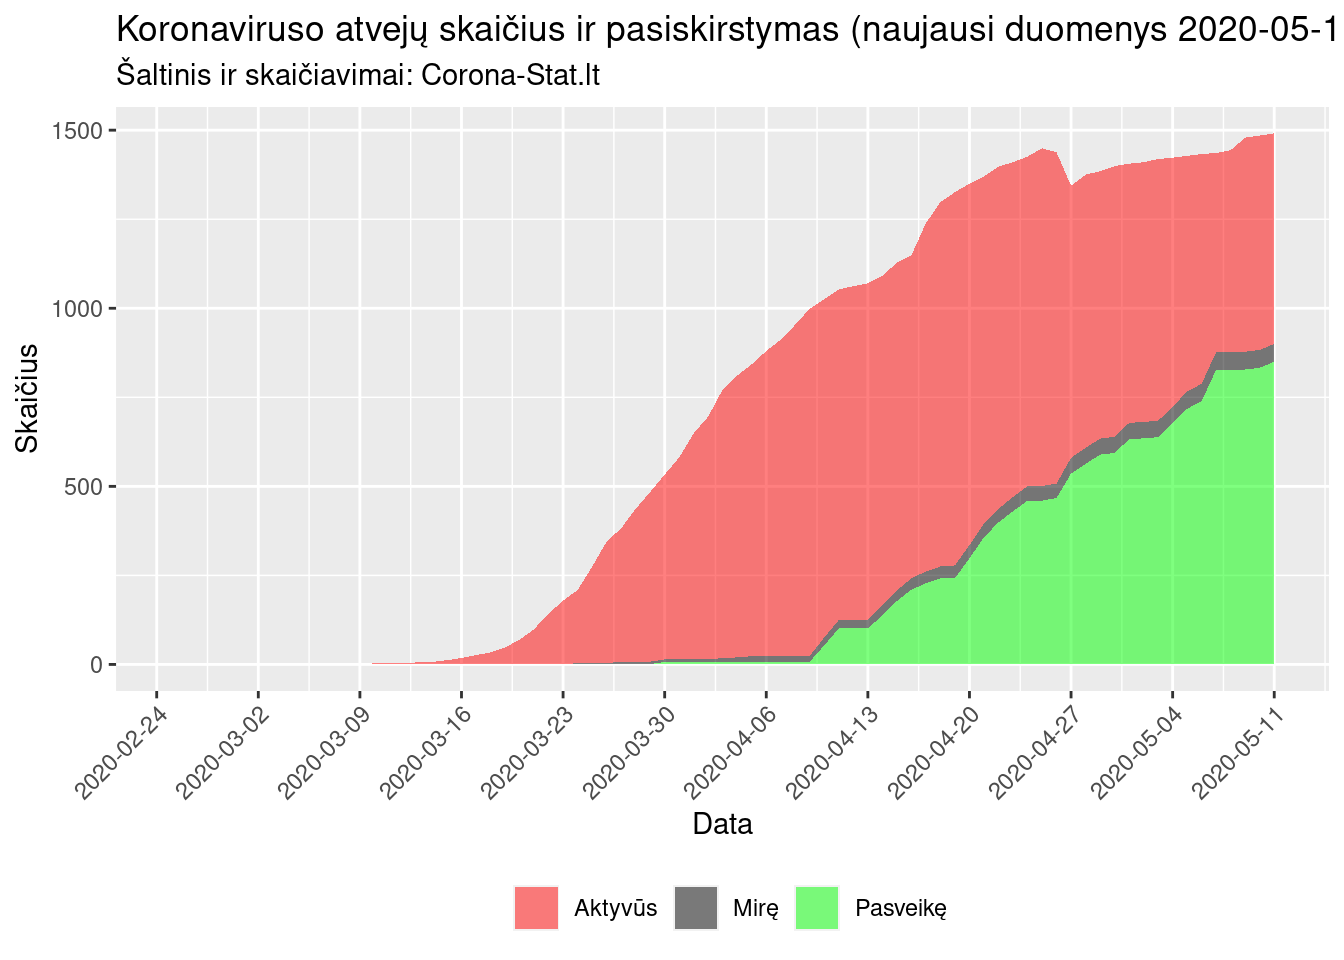 Koronaviruso atvejų skaičius ir pasiskirstymas (naujausi duomenys 2020-05-1
Šaltinis ir skaičiavimai: Corona-Stat.lt
Skaičius
1500
1000
500
0
2020-02-24
2020-03-02
2020-03-09
2020-03-16
2020-03-23
2020-03-30
2020-04-06
2020-04-13
2020-04-20
2020-04-27
2020-05-04
2020-05-11
Data
Aktyvūs
Mirę
Pasveikę